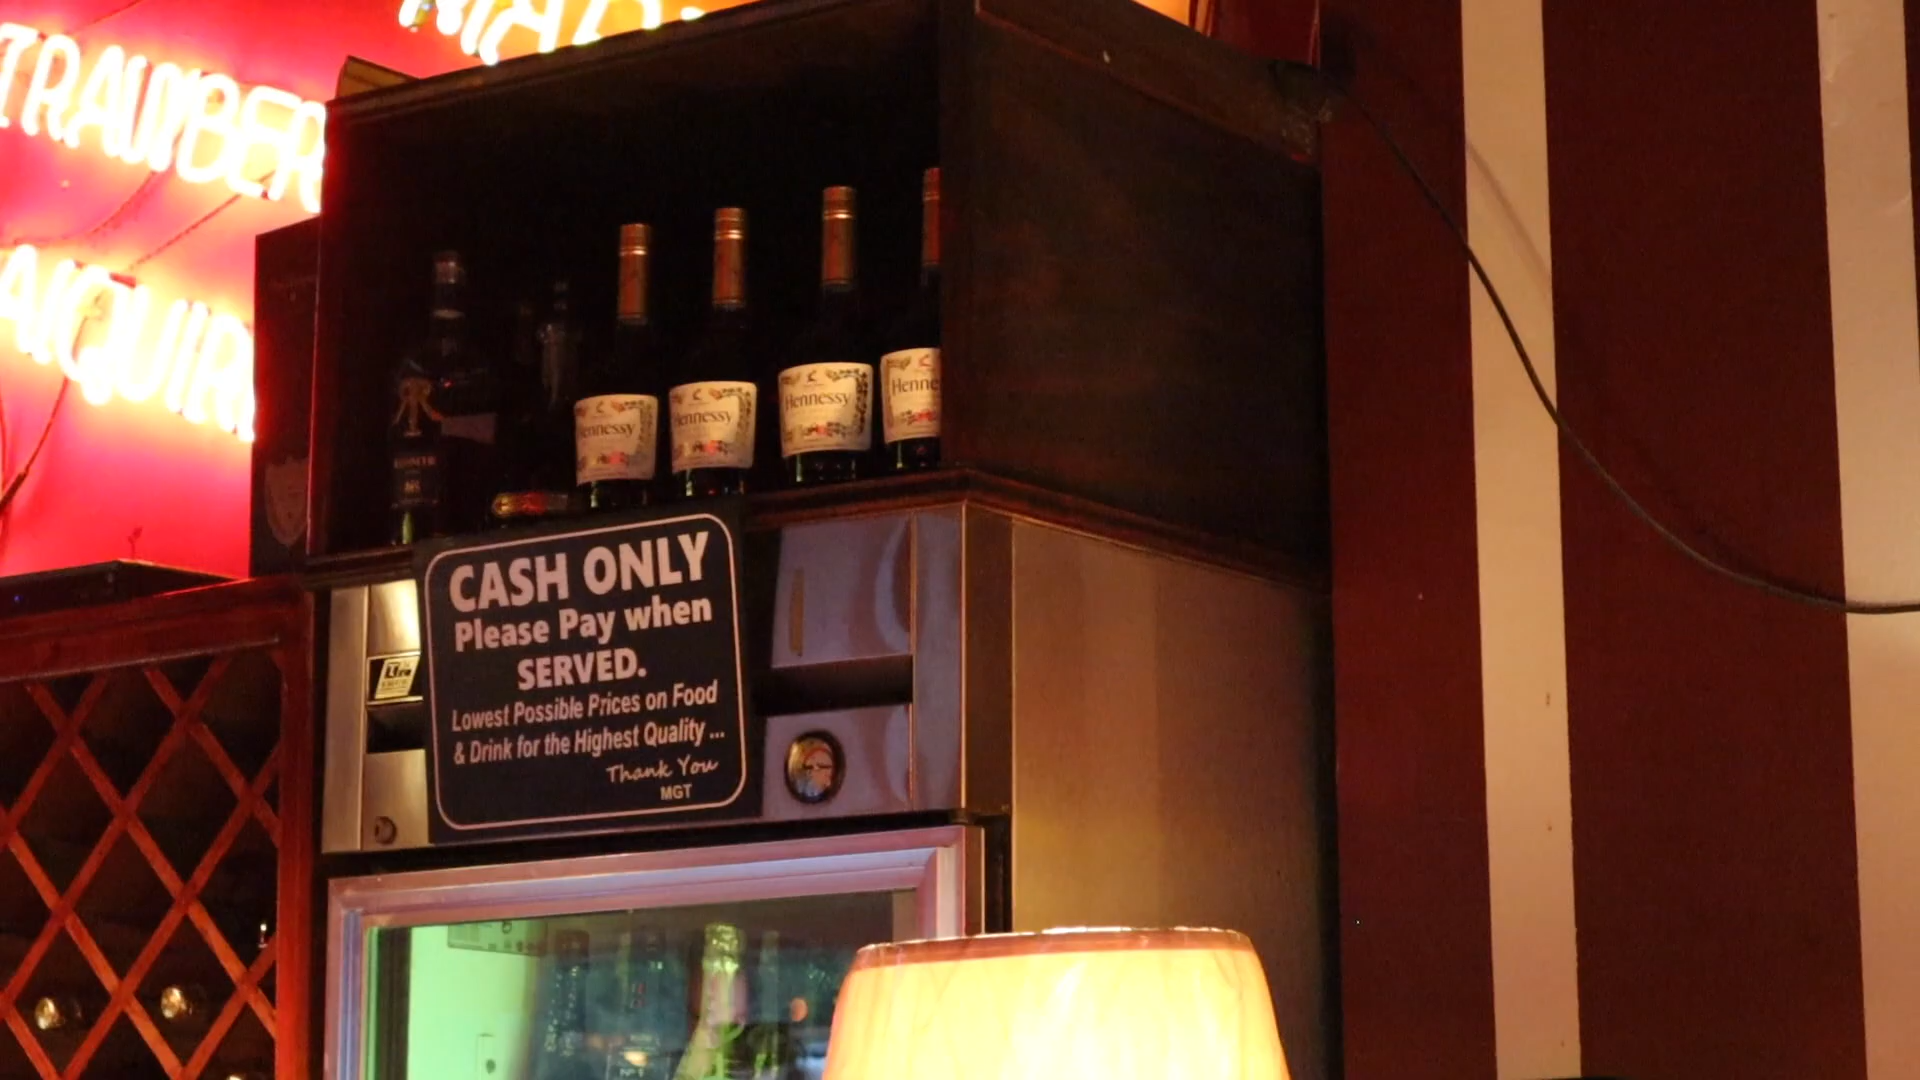 TRAWBER
AIQUIRI
Hennessy
Hennessy
Hennessy
Henne
CASH ONLY
Please Pay when
SERVED.
Lowest Possible Prices on Food
& Drink for the Highest Quality ...
Thank You
MGT